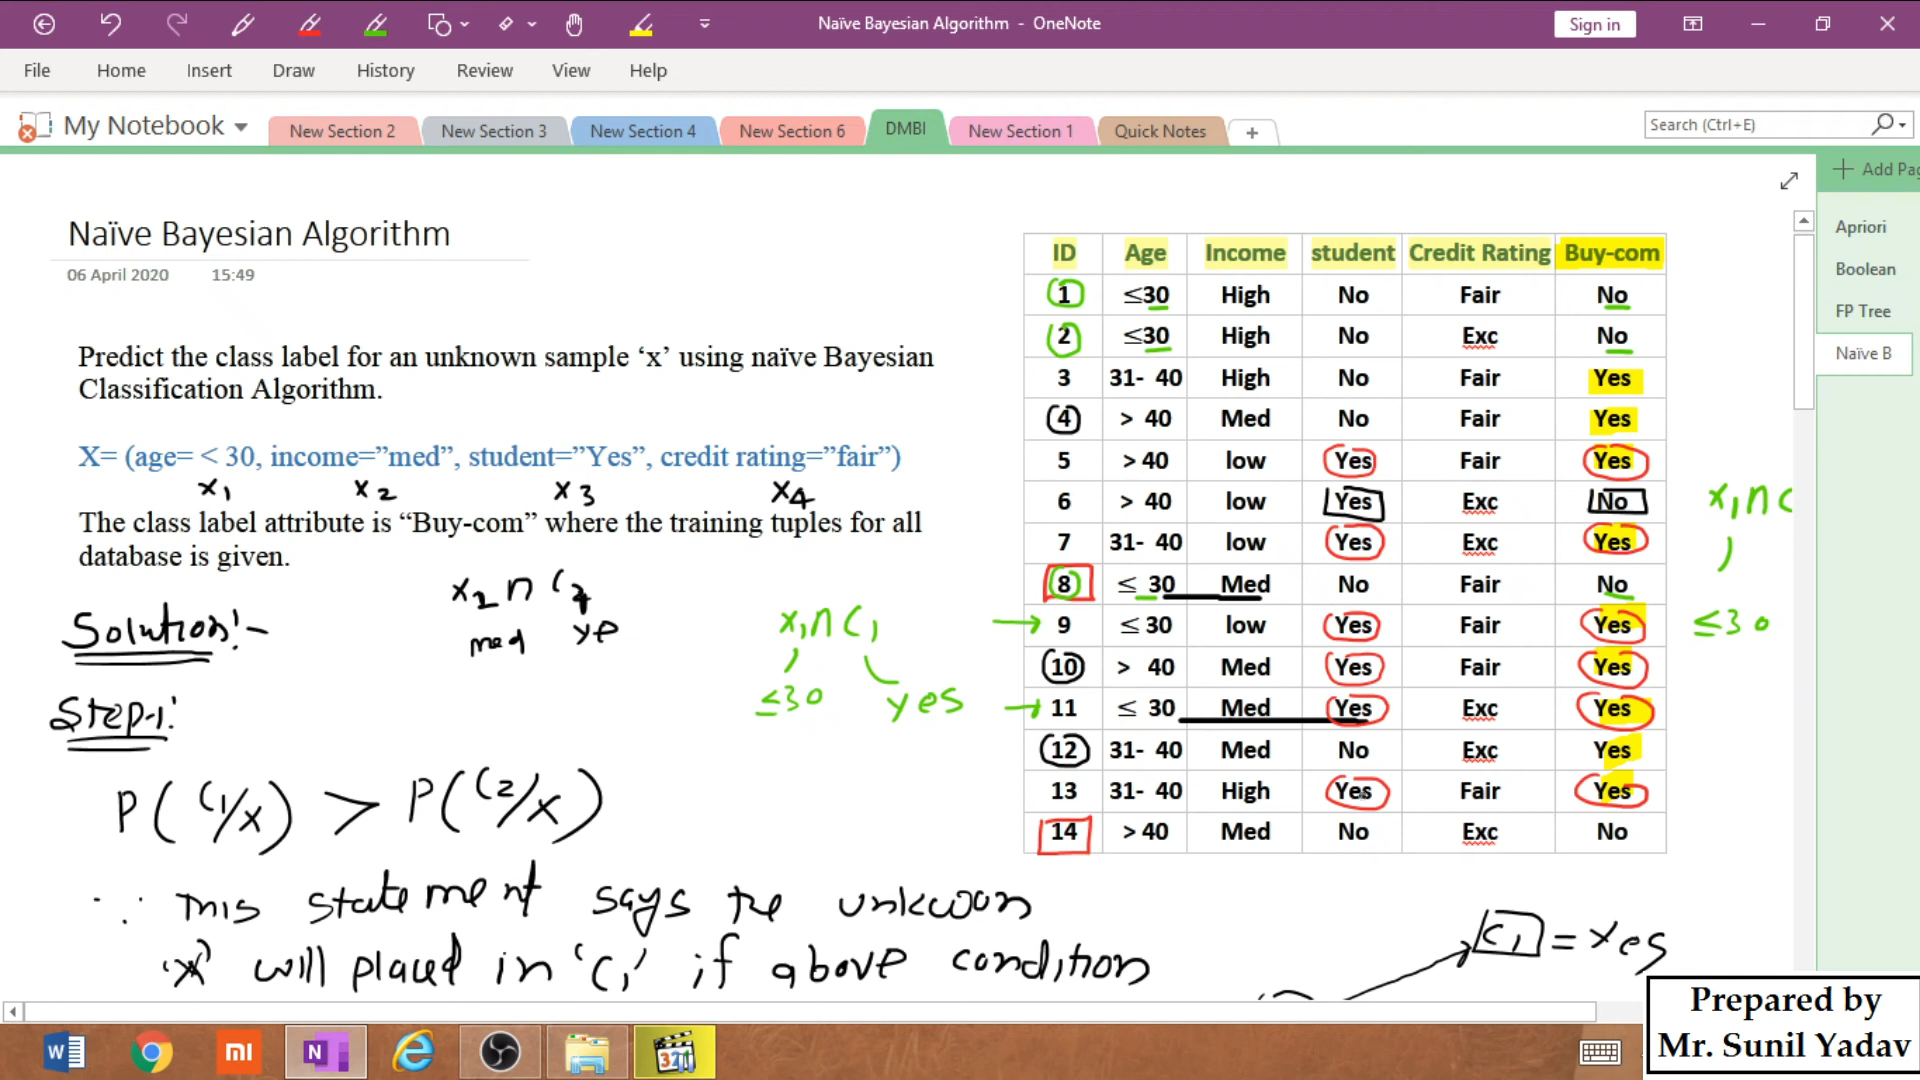 Naïve Bayesian Algorithm - OneNote
Sign in
File Home Insert Draw History Review View Help
My Notebook
New Section 2 New Section 3 New Section 4 New Section 6 DMBI New Section 1 Quick Notes +
Search (Ctrl+E)
Add Pag
Apriori
Boolean
FP Tree
Naïve B
Naïve Bayesian Algorithm
06 April 2020 15:49
Predict the class label for an unknown sample ‘x’ using naïve Bayesian
Classification Algorithm.
X= (age= < 30, income=”med”, student=”Yes”, credit rating=”fair”)
x1 x2 x3 x4
The class label attribute is “Buy-com” where the training tuples for all
database is given.
x2 n C
med ye
Solution:-
x1 n C1
≤30 yes
Step-1:
P(C1/X) > P(C2/X)
∵ This statement says the unknown
‘x’ will placed in ‘C1’ if above condition
ID Age Income student Credit Rating Buy-com
1 ≤30 High No Fair No
2 ≤30 High No Exc No
3 31- 40 High No Fair Yes
4 > 40 Med No Fair Yes
5 > 40 low Yes Fair Yes
6 > 40 low Yes Exc No
7 31- 40 low Yes Exc Yes
8 ≤ 30 Med No Fair No
9 ≤ 30 low Yes Fair Yes
10 > 40 Med Yes Fair Yes
11 ≤ 30 Med Yes Exc Yes
12 31- 40 Med No Exc Yes
13 31- 40 High Yes Fair Yes
14 > 40 Med No Exc No
x1 n C
≤30
C1 = Yes
Prepared by
Mr. Sunil Yadav
W mi N 321